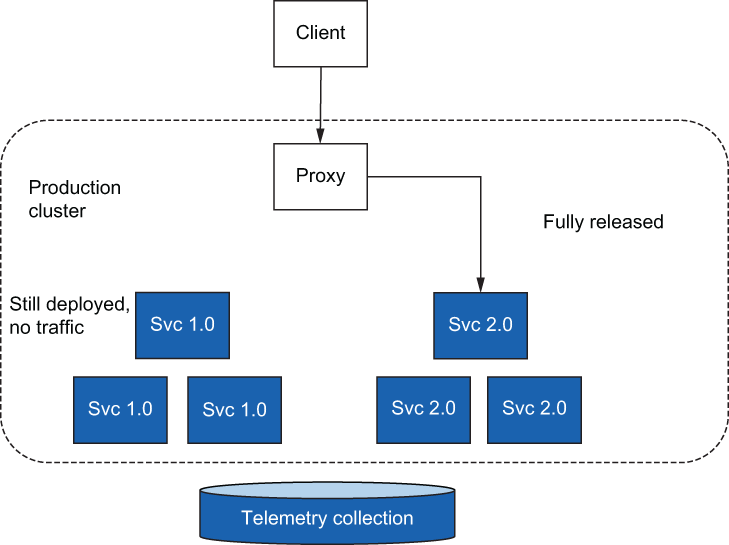 Client
Proxy
Production
cluster
Fully released
Still deployed,
no traffic
Svc 1.0
Svc 2.0
Svc 1.0
Svc 1.0
Svc 2.0
Svc 2.0
Telemetry collection